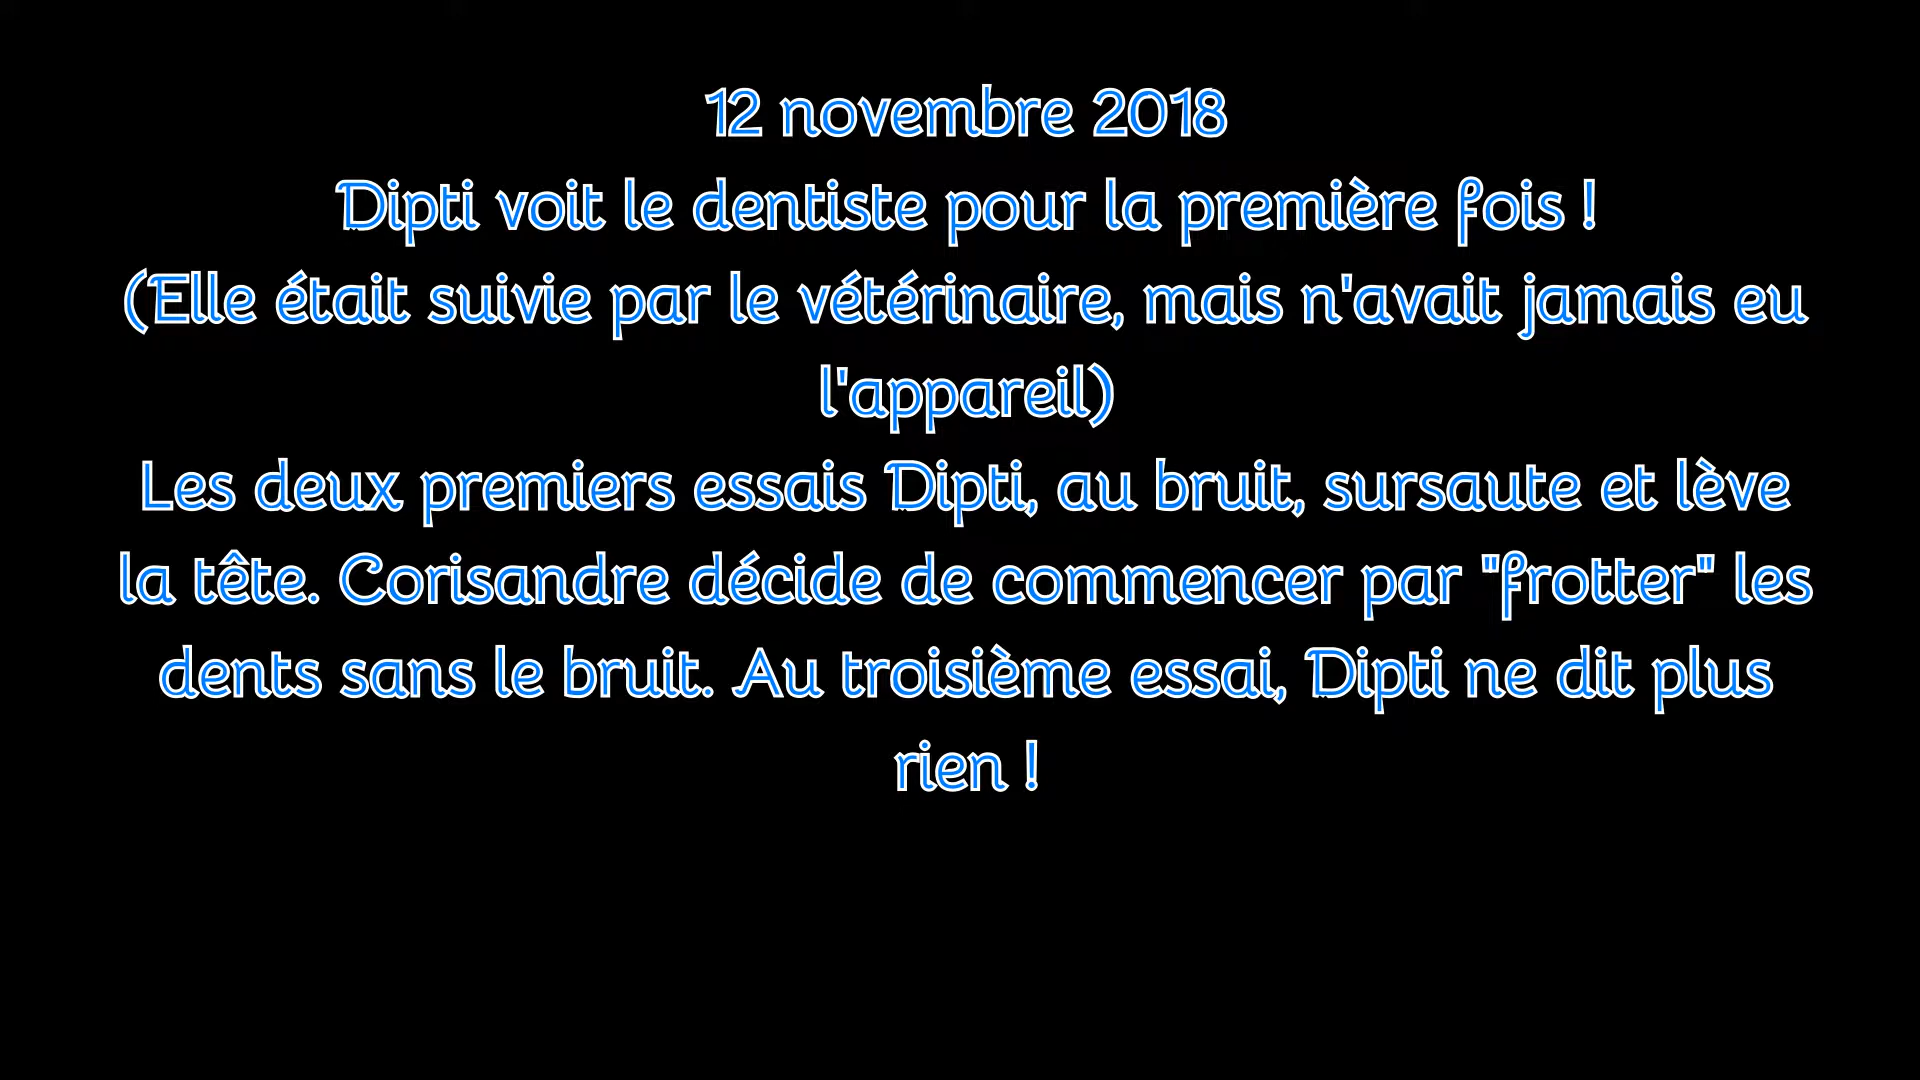 12 novembre 2018
Dipti voit le dentiste pour la première fois !
(Elle était suivie par le vétérinaire, mais n'avait jamais eu
l'appareil)
Les deux premiers essais Dipti, au bruit, sursaute et lève
la tête. Corisandre décide de commencer par "frotter" les
dents sans le bruit. Au troisième essai, Dipti ne dit plus
rien !